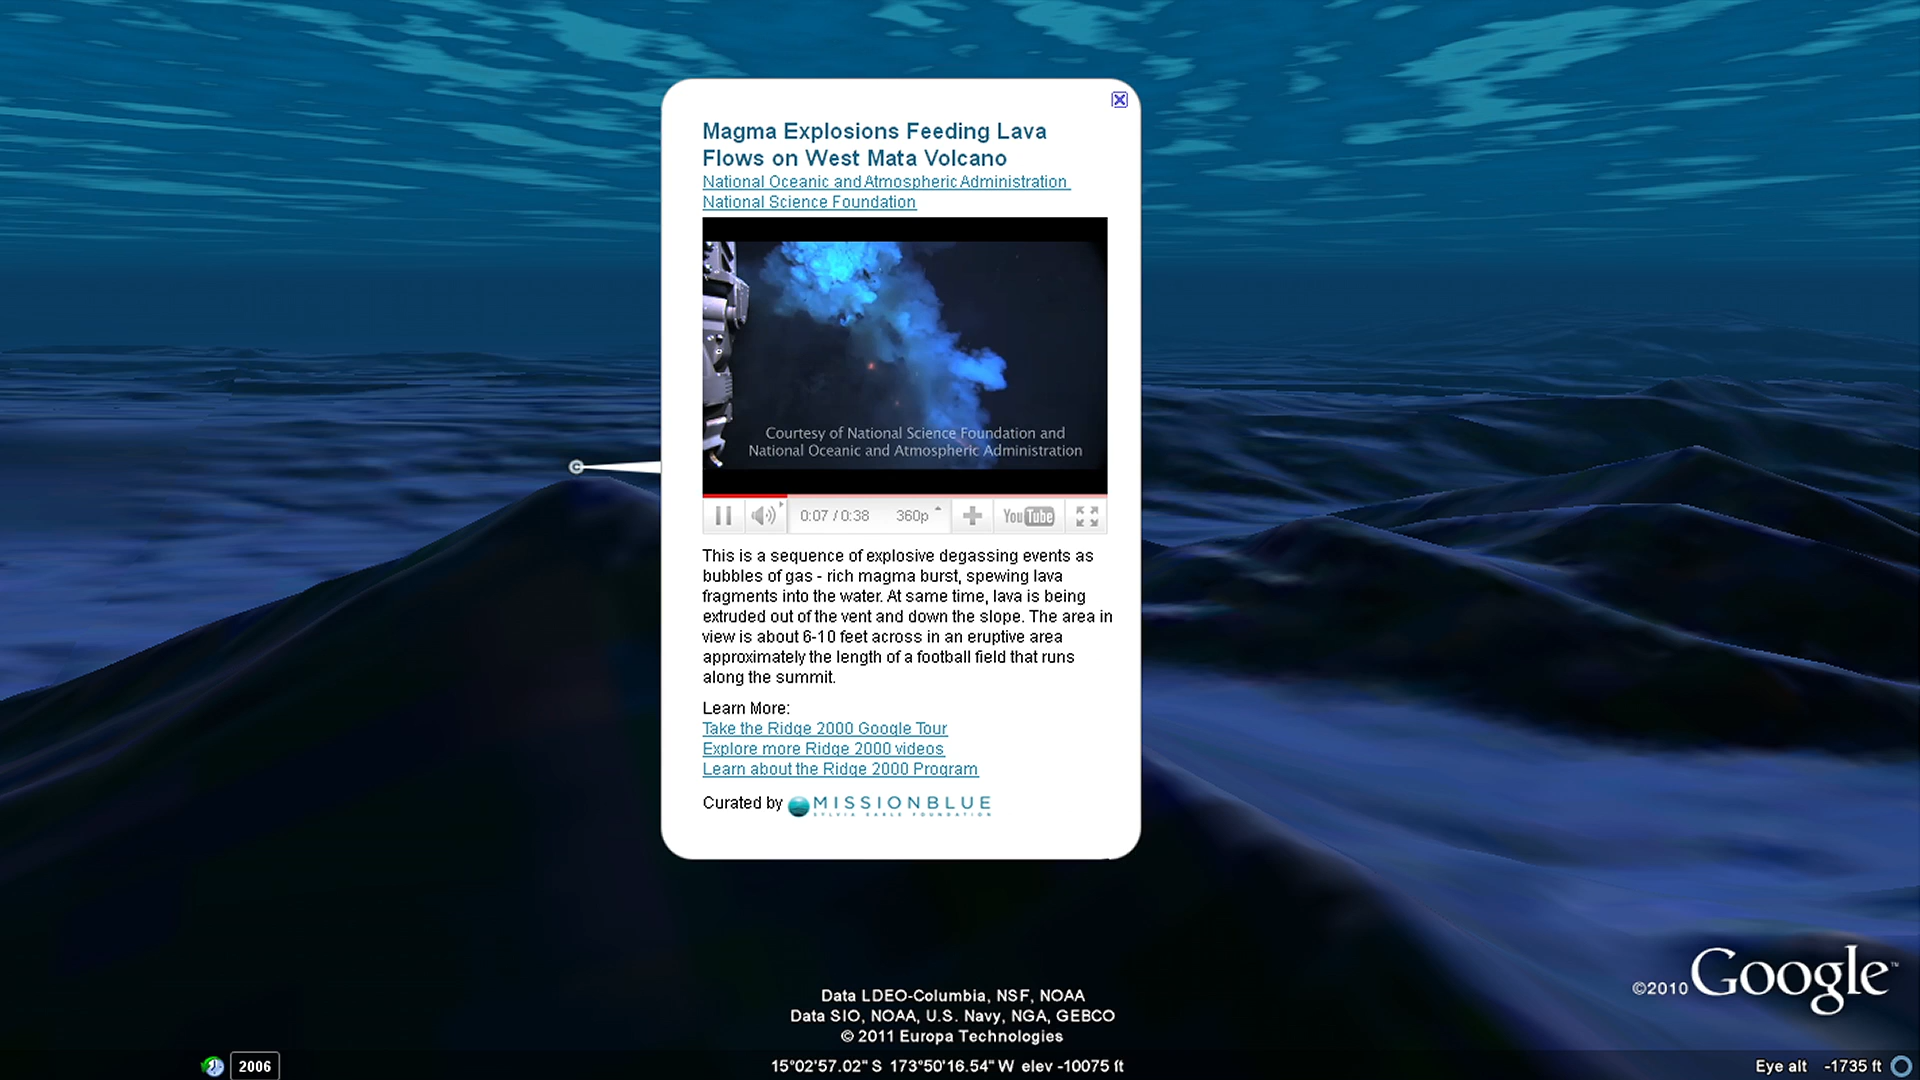 Magma Explosions Feeding Lava
Flows on West Mata Volcano
National Oceanic and Atmospheric Administration
National Science Foundation
Courtesy of National Science Foundation and
National Oceanic and Atmospheric Administration
0:07 / 0:38 360p YouTube
This is a sequence of explosive degassing events as
bubbles of gas - rich magma burst, spewing lava
fragments into the water. At same time, lava is being
extruded out of the vent and down the slope. The area in
view is about 6-10 feet across in an eruptive area
approximately the length of a football field that runs
along the summit.
Learn More:
Take the Ridge 2000 Google Tour
Explore more Ridge 2000 videos
Learn about the Ridge 2000 Program
Curated by MISSIONBLUE
SYLVIA EARLE FOUNDATION
©2010 Google™
Data LDEO-Columbia, NSF, NOAA
Data SIO, NOAA, U.S. Navy, NGA, GEBCO
© 2011 Europa Technologies
2006 15°02'57.02" S 173°50'16.54" W elev -10075 ft Eye alt -1735 ft